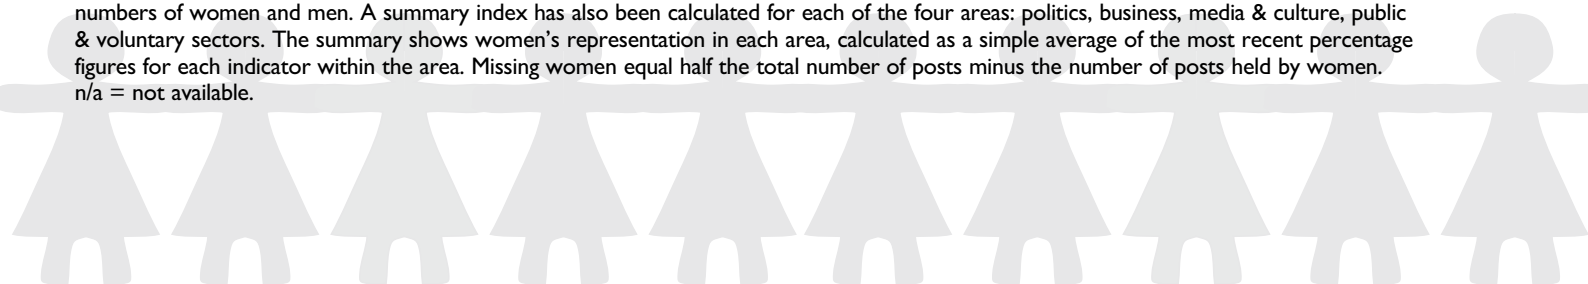 numbers of women and men. A summary index has also been calculated for each of the four areas: politics, business, media & culture, public
& voluntary sectors. The summary shows women’s representation in each area, calculated as a simple average of the most recent percentage
figures for each indicator within the area. Missing women equal half the total number of posts minus the number of posts held by women.
n/a = not available.